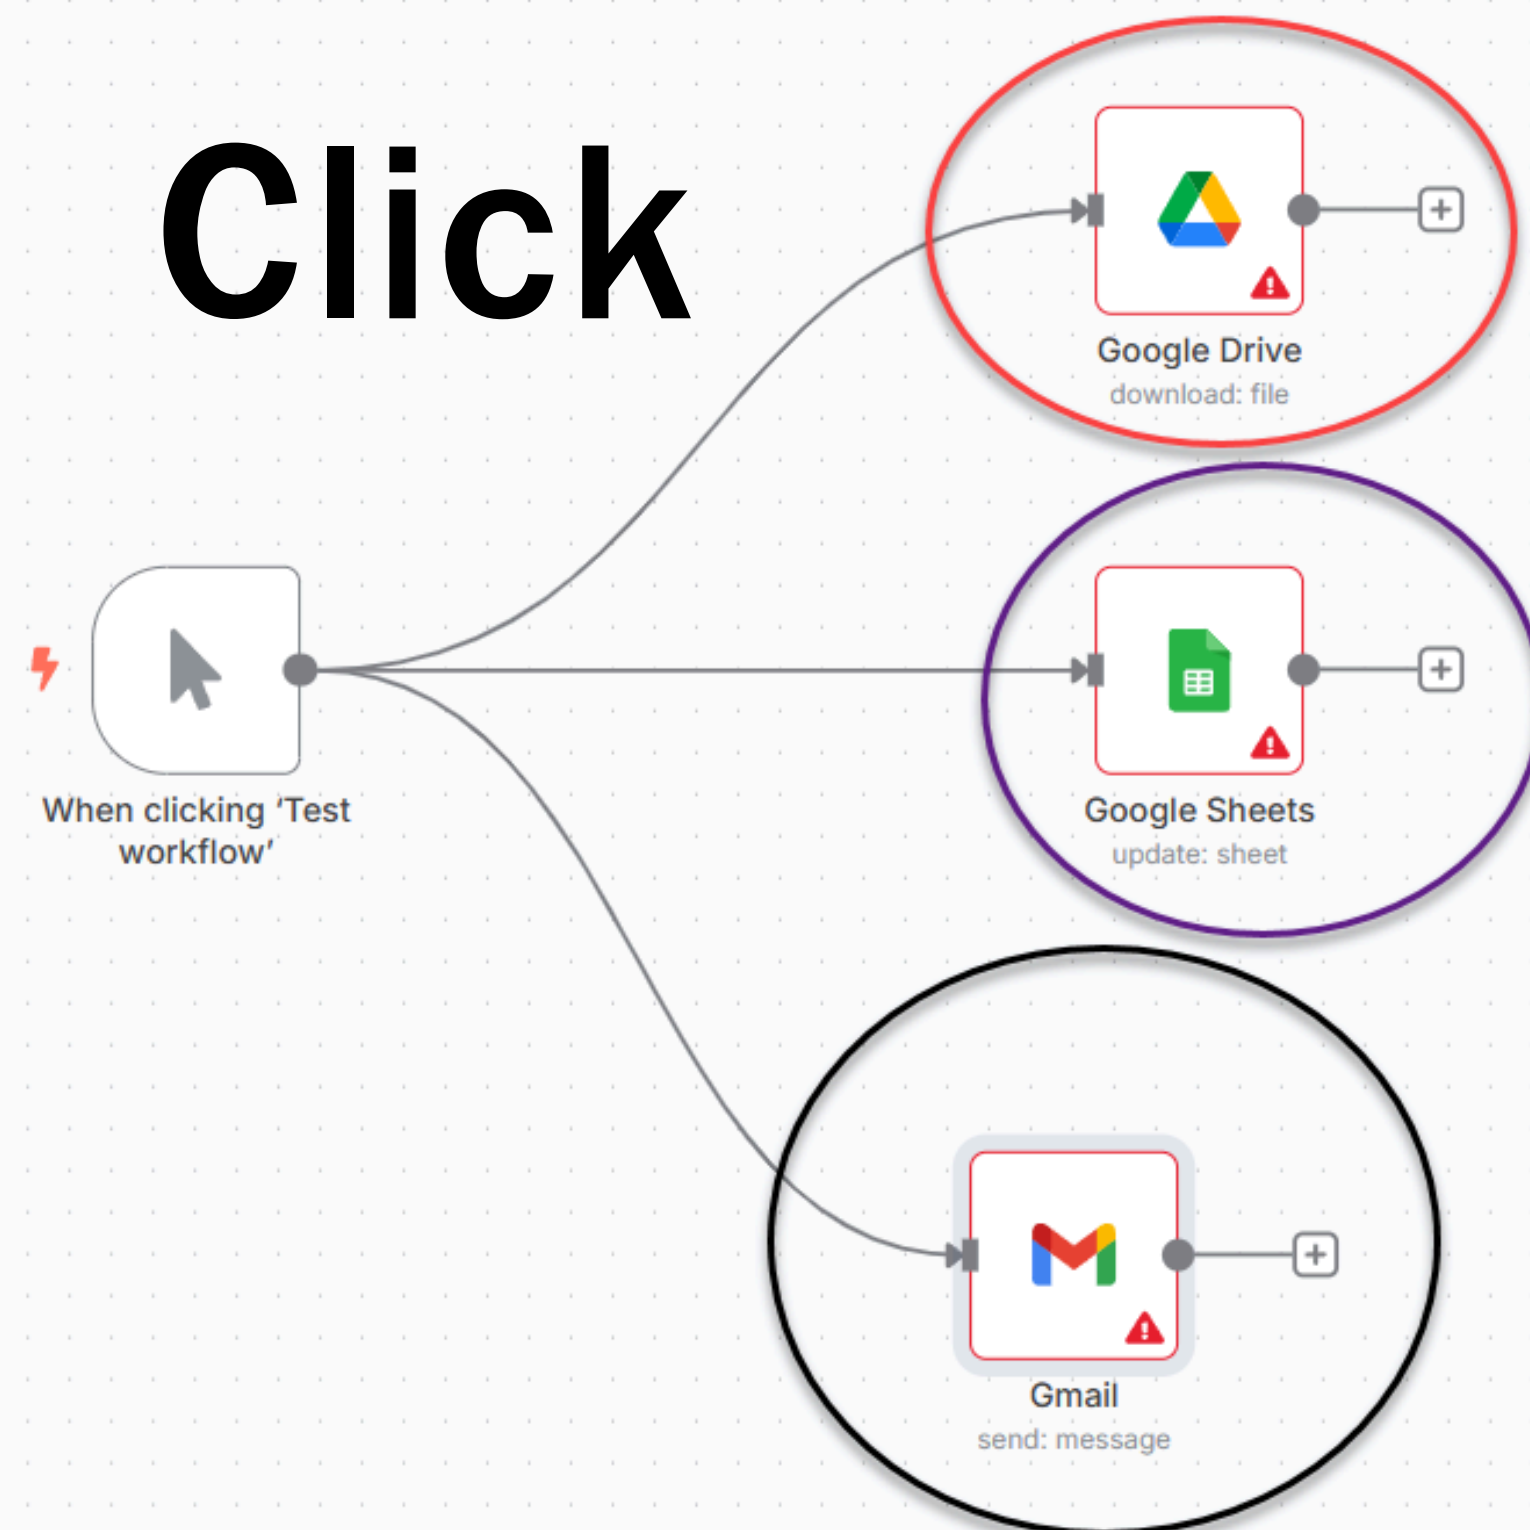 Click
Google Drive
download: file
When clicking ‘Test
workflow’
Google Sheets
update: sheet
Gmail
send: message